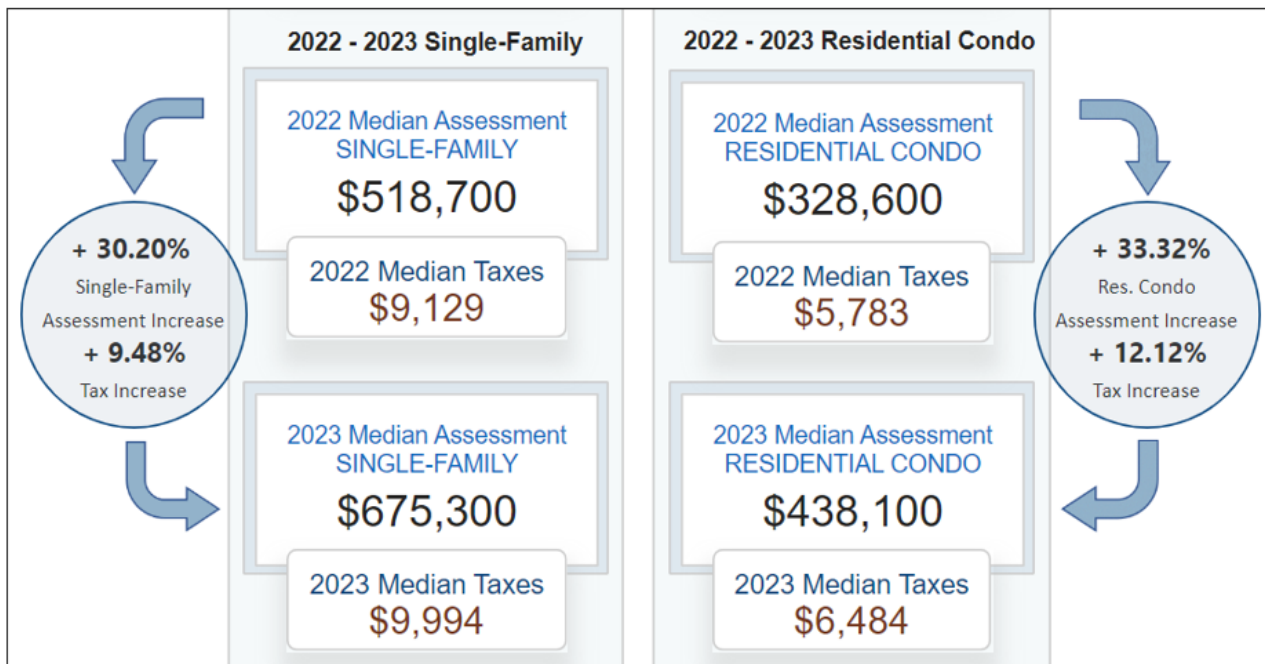 2022 - 2023 Single-Family
2022 Median Assessment
SINGLE-FAMILY
$518,700
2022 Median Taxes
$9,129
+ 30.20%
Single-Family
Assessment Increase
+ 9.48%
Tax Increase
2023 Median Assessment
SINGLE-FAMILY
$675,300
2023 Median Taxes
$9,994
2022 - 2023 Residential Condo
2022 Median Assessment
RESIDENTIAL CONDO
$328,600
2022 Median Taxes
$5,783
+ 33.32%
Res. Condo
Assessment Increase
+ 12.12%
Tax Increase
2023 Median Assessment
RESIDENTIAL CONDO
$438,100
2023 Median Taxes
$6,484